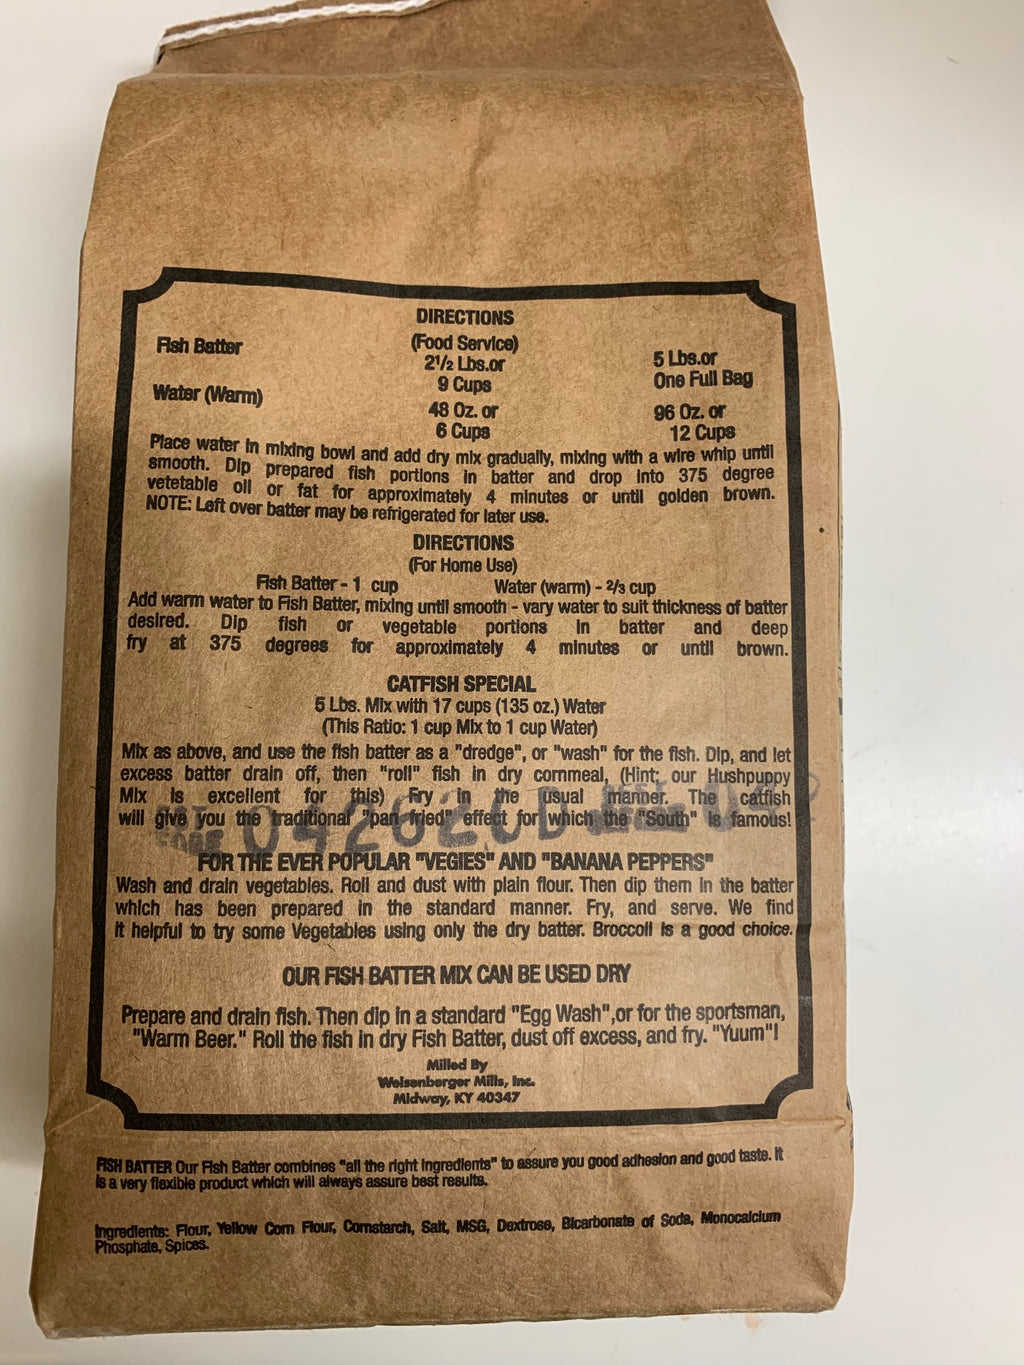 DIRECTIONS
Fish Batter (Food Service)
2½ Lbs.or 5 Lbs.or
9 Cups One Full Bag
Water (Warm) 48 Oz. or 96 Oz. or
6 Cups 12 Cups
Place water in mixing bowl and add dry mix gradually, mixing with a wire whip until
smooth. Dip prepared fish portions in batter and drop into 375 degree
vetetable oil or fat for approximately 4 minutes or until golden brown.
NOTE: Left over batter may be refrigerated for later use.
DIRECTIONS
(For Home Use)
Fish Batter - 1 cup Water (warm) - 2/3 cup
Add warm water to Fish Batter, mixing until smooth - vary water to suit thickness of batter
desired. Dip fish or vegetable portions in batter and deep
fry at 375 degrees for approximately 4 minutes or until brown.
CATFISH SPECIAL
5 Lbs. Mix with 17 cups (135 oz.) Water
(This Ratio: 1 cup Mix to 1 cup Water)
Mix as above, and use the fish batter as a "dredge", or "wash" for the fish. Dip, and let
excess batter drain off, then "roll" fish in dry cornmeal, (Hint; our Hushpuppy
Mix is excellent for this) Fry in the usual manner. The catfish
will give you the traditional "pan fried" effect for which the "South" is famous!
FOR THE EVER POPULAR "VEGIES" AND "BANANA PEPPERS"
Wash and drain vegetables. Roll and dust with plain flour. Then dip them in the batter
which has been prepared in the standard manner. Fry, and serve. We find
it helpful to try some Vegetables using only the dry batter. Broccoli is a good choice.
OUR FISH BATTER MIX CAN BE USED DRY
Prepare and drain fish. Then dip in a standard "Egg Wash",or for the sportsman,
"Warm Beer." Roll the fish in dry Fish Batter, dust off excess, and fry. "Yuum"!
Milled By
Weisenberger Mills, Inc.
Midway, KY 40347
FISH BATTER Our Fish Batter combines "all the right ingredients" to assure you good adhesion and good taste. It
is a very flexible product which will always assure best results.
Ingredients: Flour, Yellow Corn Flour, Cornstarch, Salt, MSG, Dextrose, Bicarbonate of Soda, Monocalcium
Phosphate, Spices.